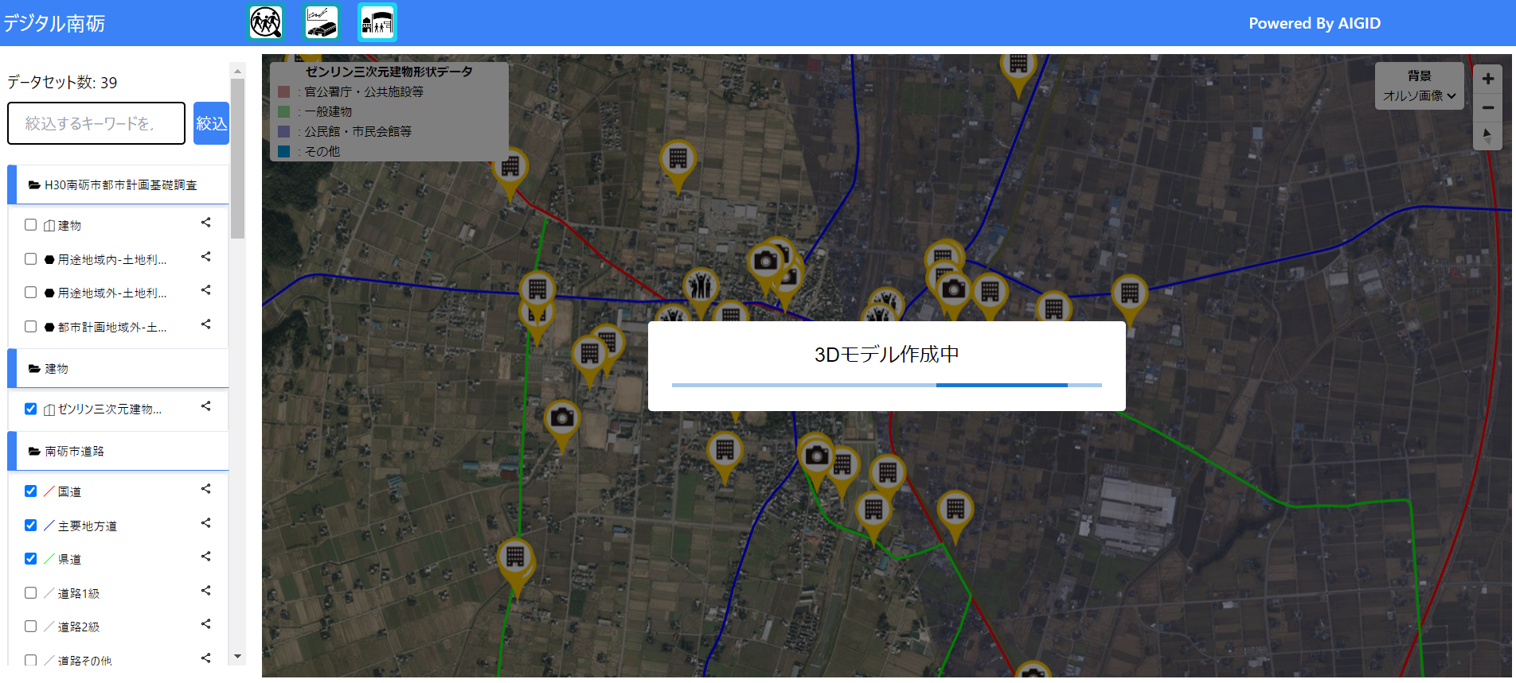 デジタル南砺
Powered By AIGID
データセット数: 39
絞込するキーワードを,
絞込
H30南砺市都市計画基礎調査
建物
用途地域内-土地利...
用途地域外-土地利...
都市計画地域外-土...
建物
ゼンリン三次元建物...
南砺市道路
国道
主要地方道
県道
道路1級
道路2級
道路その他
ゼンリン三次元建物形状データ
: 官公署庁・公共施設等
: 一般建物
: 公民館・市民会館等
: その他
背景
オルソ画像
3Dモデル作成中